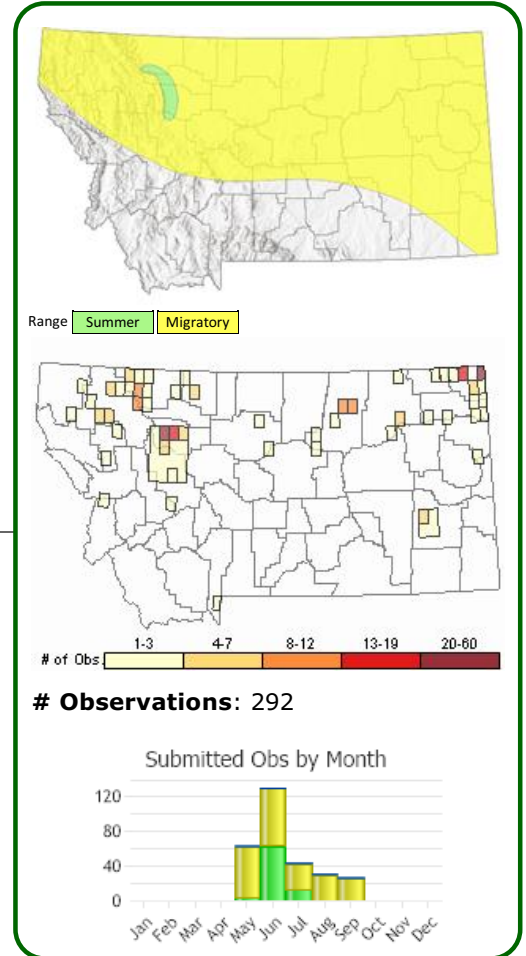 Range Summer Migratory
1-3 4-7 8-12 13-19 20-60
# of Obs.
# Observations: 292
Submitted Obs by Month
120
80
40
0
Jan Feb Mar Apr May Jun Jul Aug Sep Oct Nov Dec